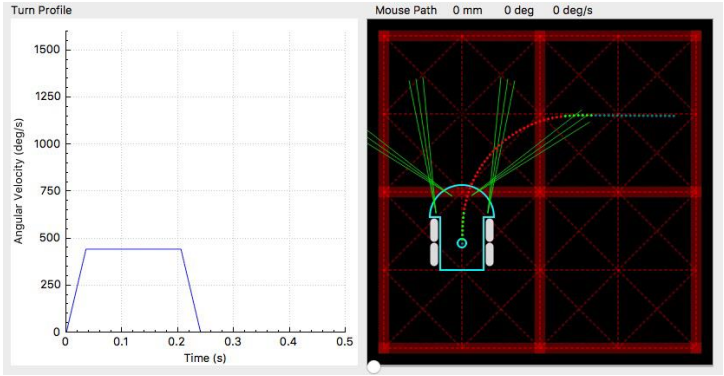 Turn Profile
Mouse Path 0 mm 0 deg 0 deg/s
1500
1250
1000
750
500
250
0
Angular Velocity (deg/s)
0 0.1 0.2 0.3 0.4 0.5
Time (s)